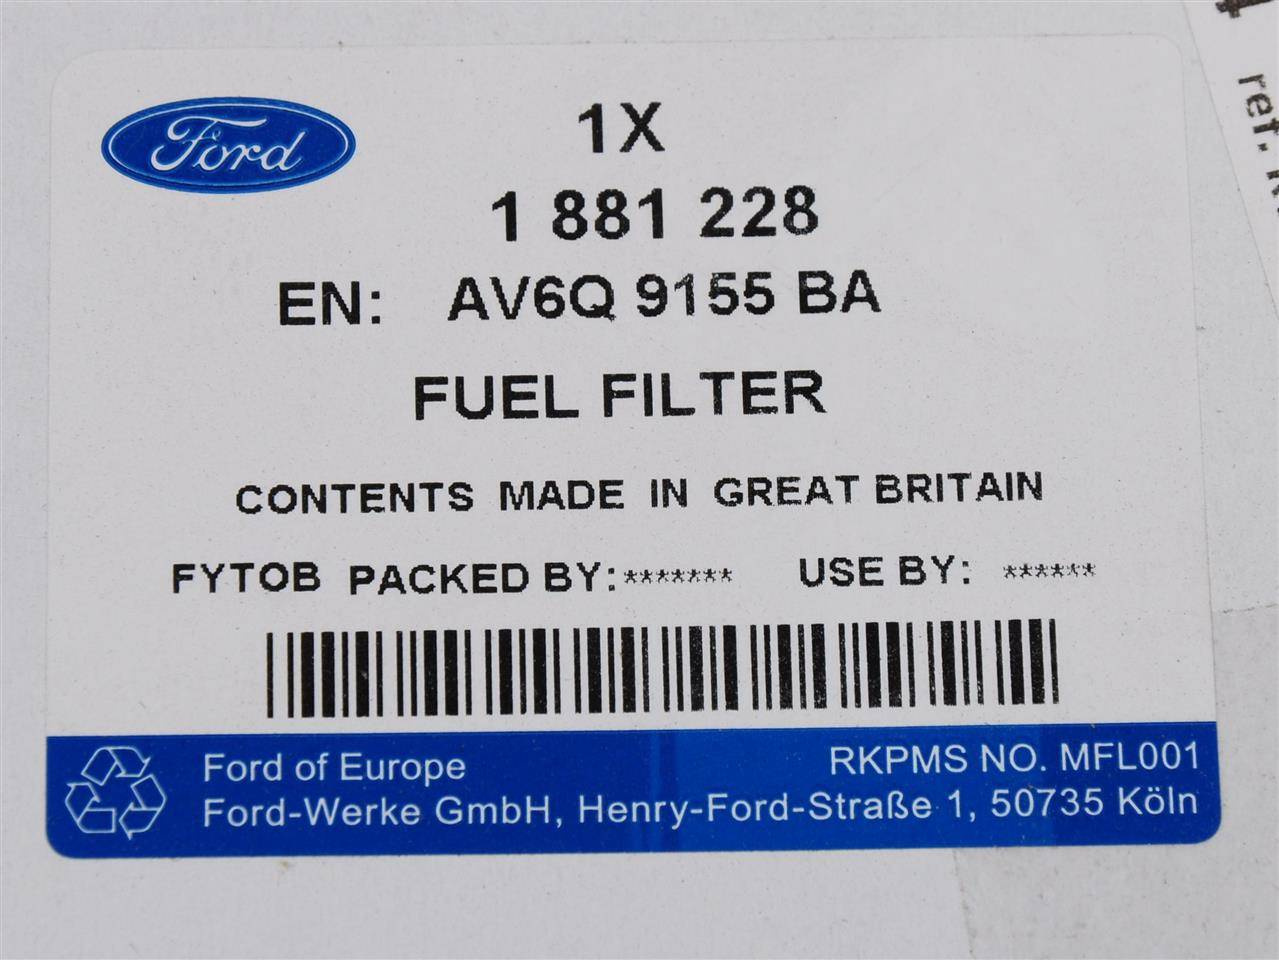 Ford
1X
1 881 228
EN: AV6Q 9155 BA
FUEL FILTER
CONTENTS MADE IN GREAT BRITAIN
FYTOB PACKED BY:******* USE BY: ******
Ford of Europe
RKPMS NO. MFL001
Ford-Werke GmbH, Henry-Ford-Straße 1, 50735 Köln
ref.